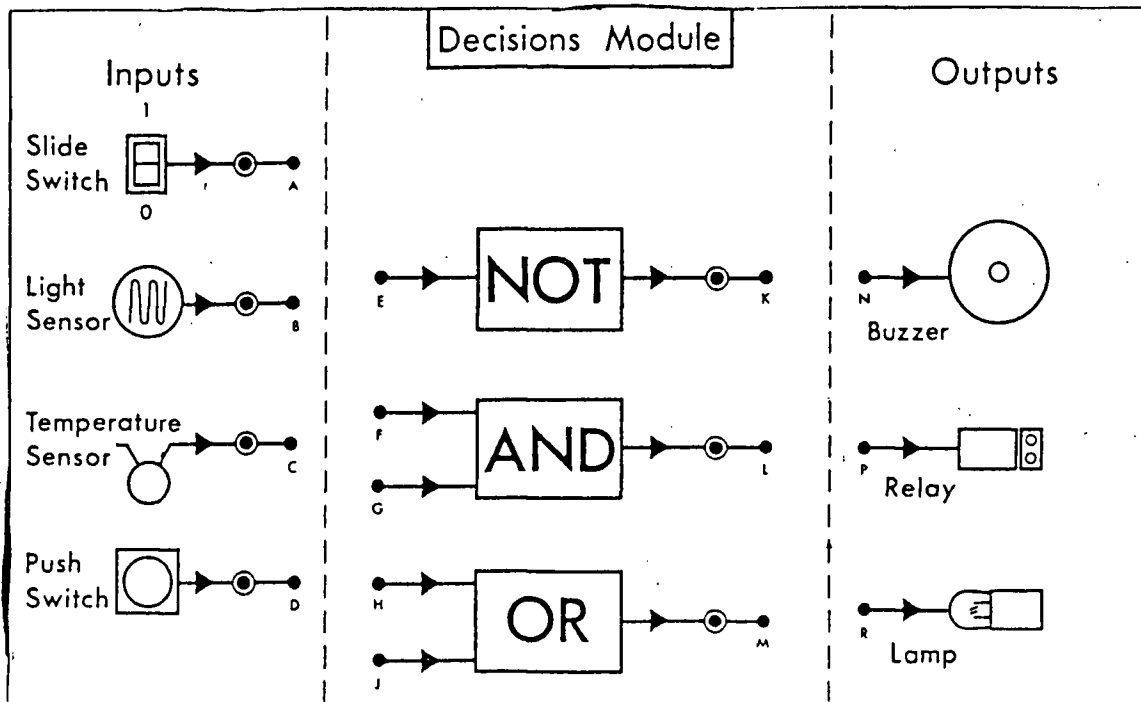 Decisions Module
Inputs
Outputs
1
Slide
Switch
A
0
Light
Sensor
B
Temperature
Sensor
C
Push
Switch
D
NOT
E
K
AND
F
G
L
OR
H
J
M
N
Buzzer
P
Relay
R
Lamp